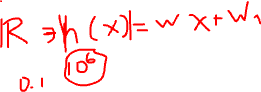 ℝ ∋ |h(x)| = w x + w₁
0.1 10⁶